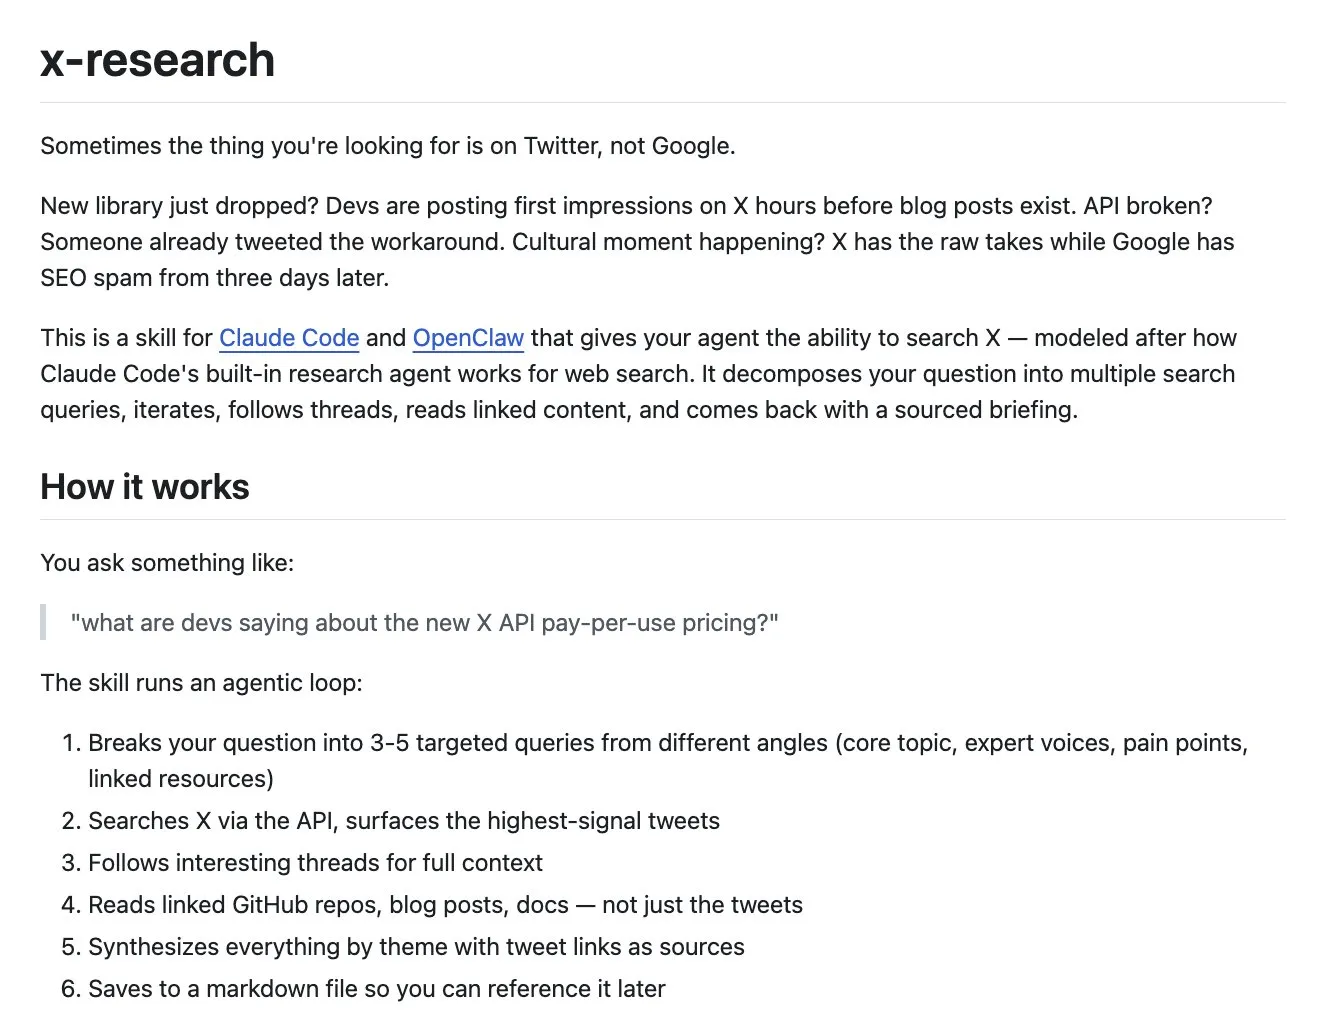 x-research
Sometimes the thing you're looking for is on Twitter, not Google.
New library just dropped? Devs are posting first impressions on X hours before blog posts exist. API broken?
Someone already tweeted the workaround. Cultural moment happening? X has the raw takes while Google has
SEO spam from three days later.
This is a skill for Claude Code and OpenClaw that gives your agent the ability to search X — modeled after how
Claude Code's built-in research agent works for web search. It decomposes your question into multiple search
queries, iterates, follows threads, reads linked content, and comes back with a sourced briefing.
How it works
You ask something like:
"what are devs saying about the new X API pay-per-use pricing?"
The skill runs an agentic loop:
1. Breaks your question into 3-5 targeted queries from different angles (core topic, expert voices, pain points,
linked resources)
2. Searches X via the API, surfaces the highest-signal tweets
3. Follows interesting threads for full context
4. Reads linked GitHub repos, blog posts, docs — not just the tweets
5. Synthesizes everything by theme with tweet links as sources
6. Saves to a markdown file so you can reference it later